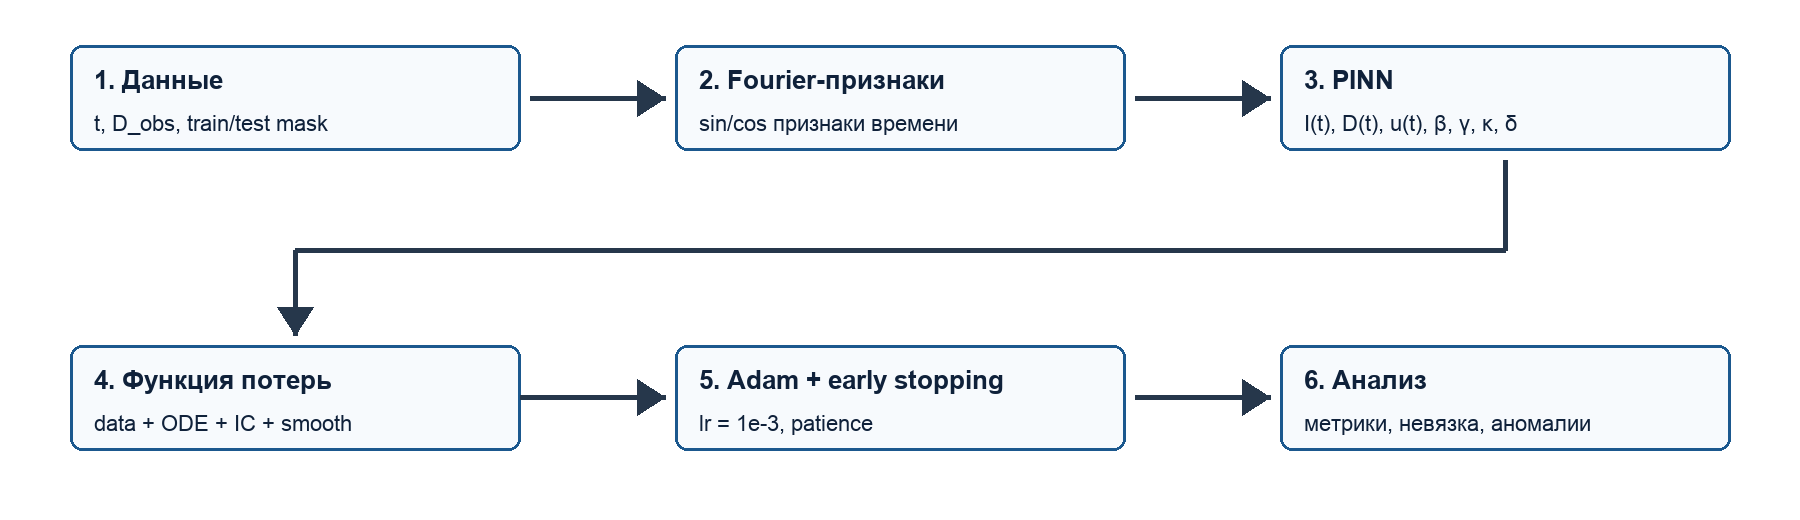 1. Данные
t, D_obs, train/test mask
2. Fourier-признаки
sin/cos признаки времени
3. PINN
I(t), D(t), u(t), β, γ, κ, δ
4. Функция потерь
data + ODE + IC + smooth
5. Adam + early stopping
lr = 1e-3, patience
6. Анализ
метрики, невязка, аномалии